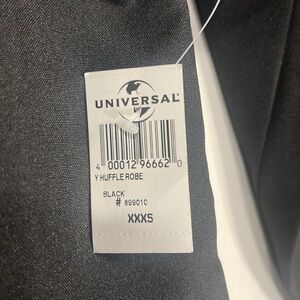 UNIVERSAL
4 00012 96662 0
Y HUFFLE ROBE
BLACK
# 699010
XXXS